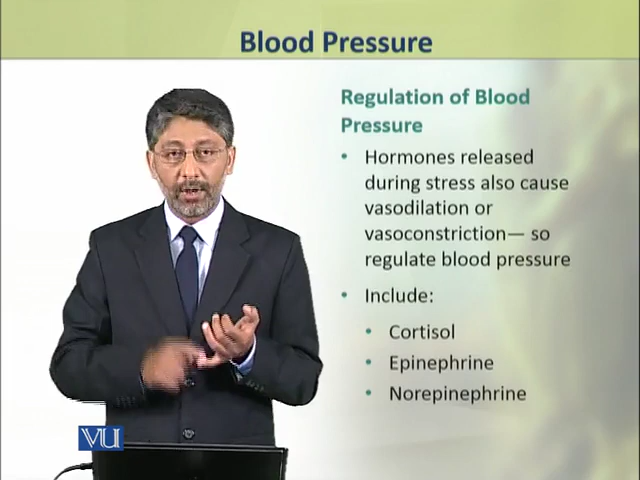 Blood Pressure
Regulation of Blood
Pressure
• Hormones released
during stress also cause
vasodilation or
vasoconstriction— so
regulate blood pressure
• Include:
• Cortisol
• Epinephrine
• Norepinephrine
VU